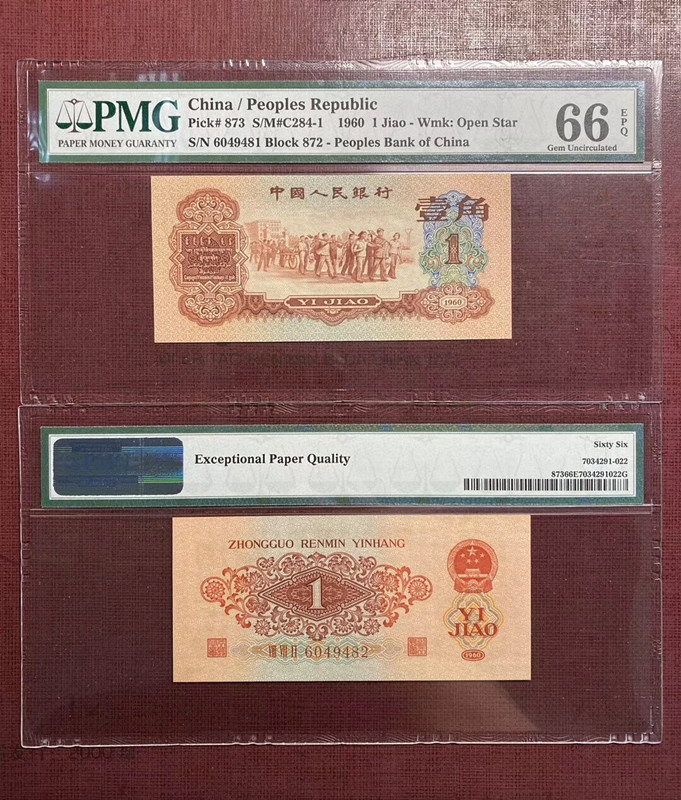 PMG
PAPER MONEY GUARANTY
China / Peoples Republic
Pick# 873 S/M#C284-1 1960 1 Jiao - Wmk: Open Star
S/N 6049481 Block 872 - Peoples Bank of China
66
EPQ
Gem Uncirculated
中國人民銀行
壹角
1
YI JIAO
1960
Exceptional Paper Quality
Sixty Six
7034291-022
87366E7034291022G
ZHONGGUO RENMIN YINHANG
1
YI
JIAO
6049482
1960